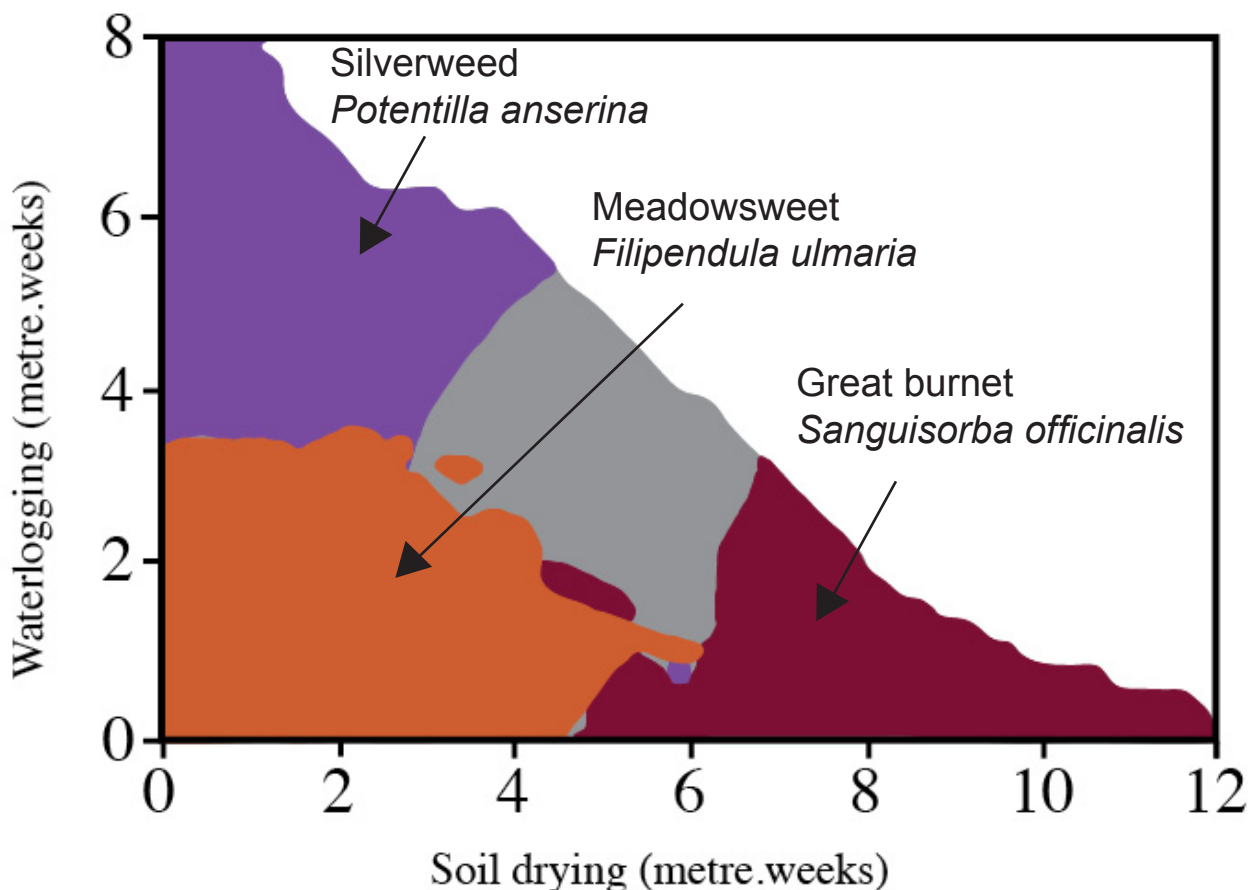 8
Silverweed
Potentilla anserina
6
Meadowsweet
Filipendula ulmaria
Waterlogging (metre.weeks)
4
Great burnet
Sanguisorba officinalis
2
0
0 2 4 6 8 10 12
Soil drying (metre.weeks)